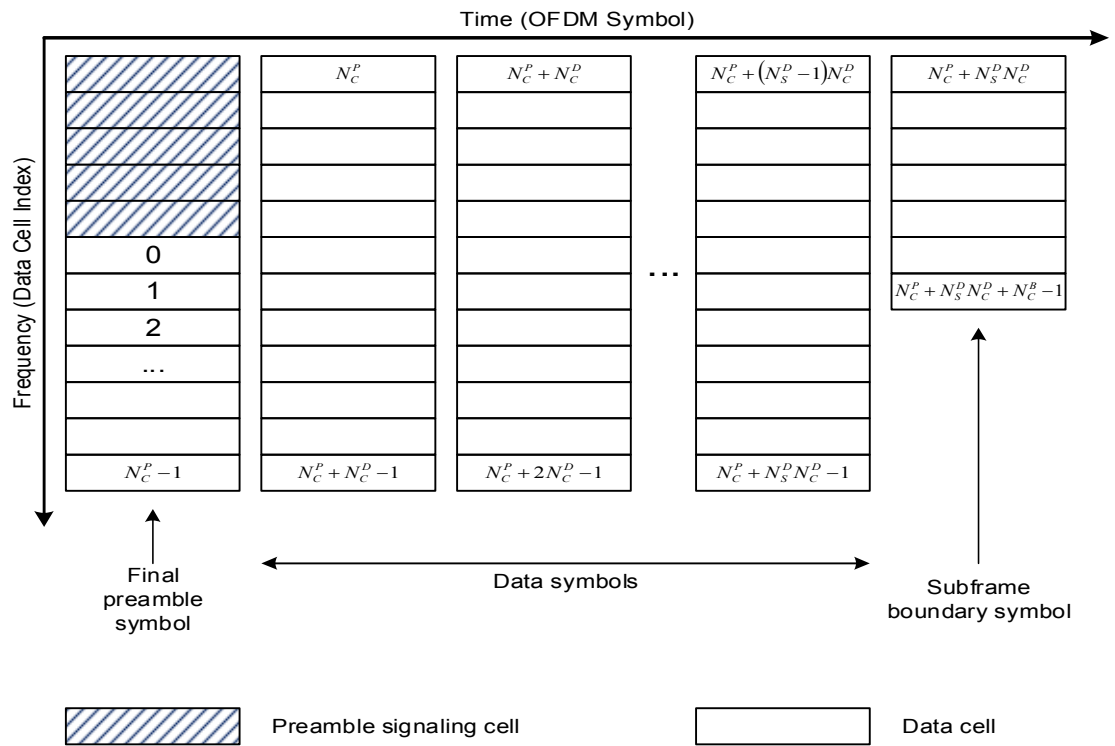 Time (OFDM Symbol)
Frequency (Data Cell Index)
0
1
2
...
N_C^P − 1
N_C^P
N_C^P + N_C^D − 1
N_C^P + N_C^D
N_C^P + 2N_C^D − 1
...
N_C^P + (N_S^D − 1)N_C^D
N_C^P + N_S^D N_C^D − 1
N_C^P + N_S^D N_C^D
N_C^P + N_S^D N_C^D + N_C^B − 1
Final
preamble
symbol
Data symbols
Subframe
boundary symbol
Preamble signaling cell
Data cell